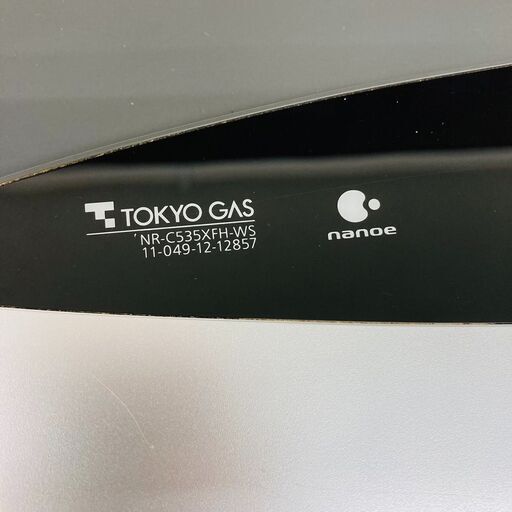 TOKYO GAS
NR-C535XFH-WS
11-049-12-12857
nanoe